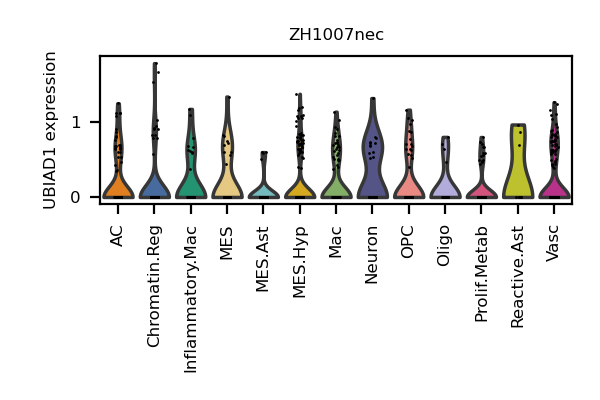 ZH1007nec
UBIAD1 expression
1
0
AC
Chromatin.Reg
Inflammatory.Mac
MES
MES.Ast
MES.Hyp
Mac
Neuron
OPC
Oligo
Prolif.Metab
Reactive.Ast
Vasc